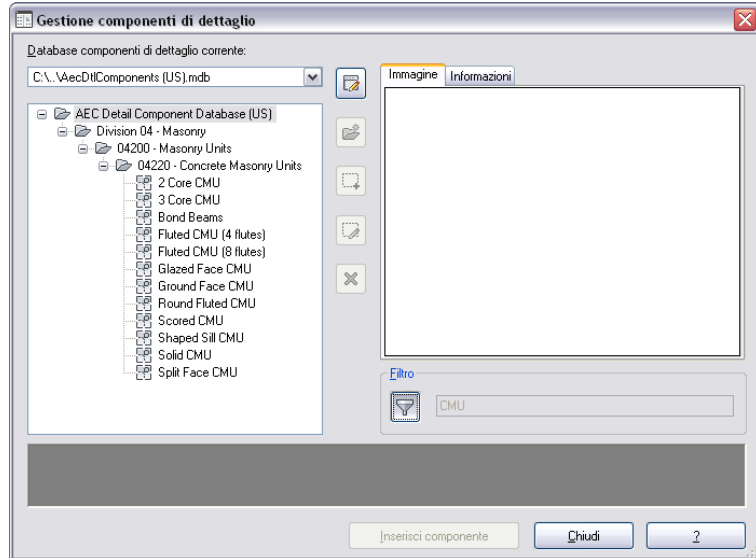 Gestione componenti di dettaglio
Database componenti di dettaglio corrente:
C:\..\AecDtlComponents (US).mdb
AEC Detail Component Database (US)
Division 04 - Masonry
04200 - Masonry Units
04220 - Concrete Masonry Units
2 Core CMU
3 Core CMU
Bond Beams
Fluted CMU (4 flutes)
Fluted CMU (8 flutes)
Glazed Face CMU
Ground Face CMU
Round Fluted CMU
Scored CMU
Shaped Sill CMU
Solid CMU
Split Face CMU
Immagine Informazioni
Filtro
CMU
Inserisci componente Chiudi ?